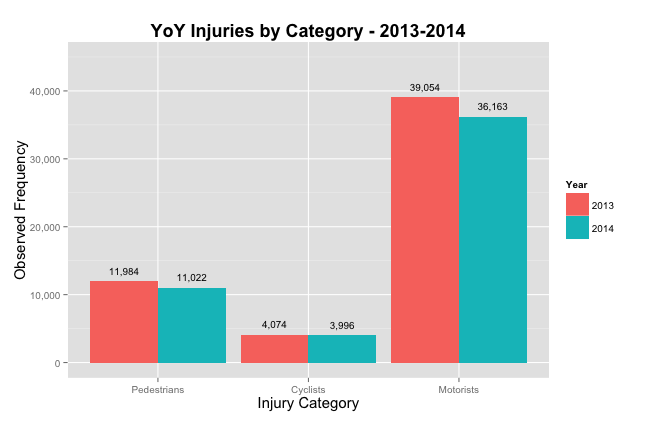 YoY Injuries by Category - 2013-2014
Observed Frequency
40,000
30,000
20,000
10,000
0
11,984
11,022
4,074
3,996
39,054
36,163
Pedestrians
Cyclists
Motorists
Injury Category
Year
2013
2014